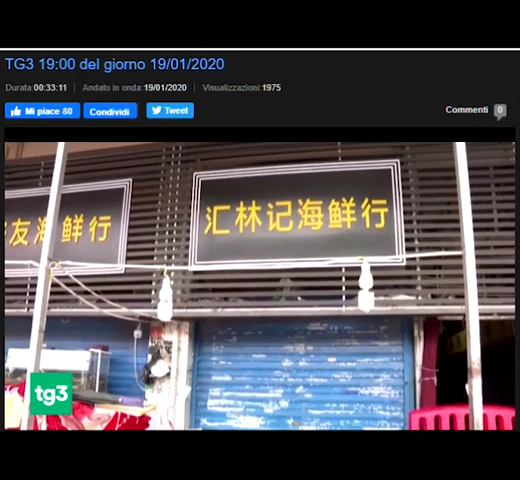 TG3 19:00 del giorno 19/01/2020
Durata:00:33:11 | Andato in onda:19/01/2020 | Visualizzazioni:1975
Mi piace 80 Condividi Tweet Commenti 0
友海鲜行
汇林记海鲜行
tg3